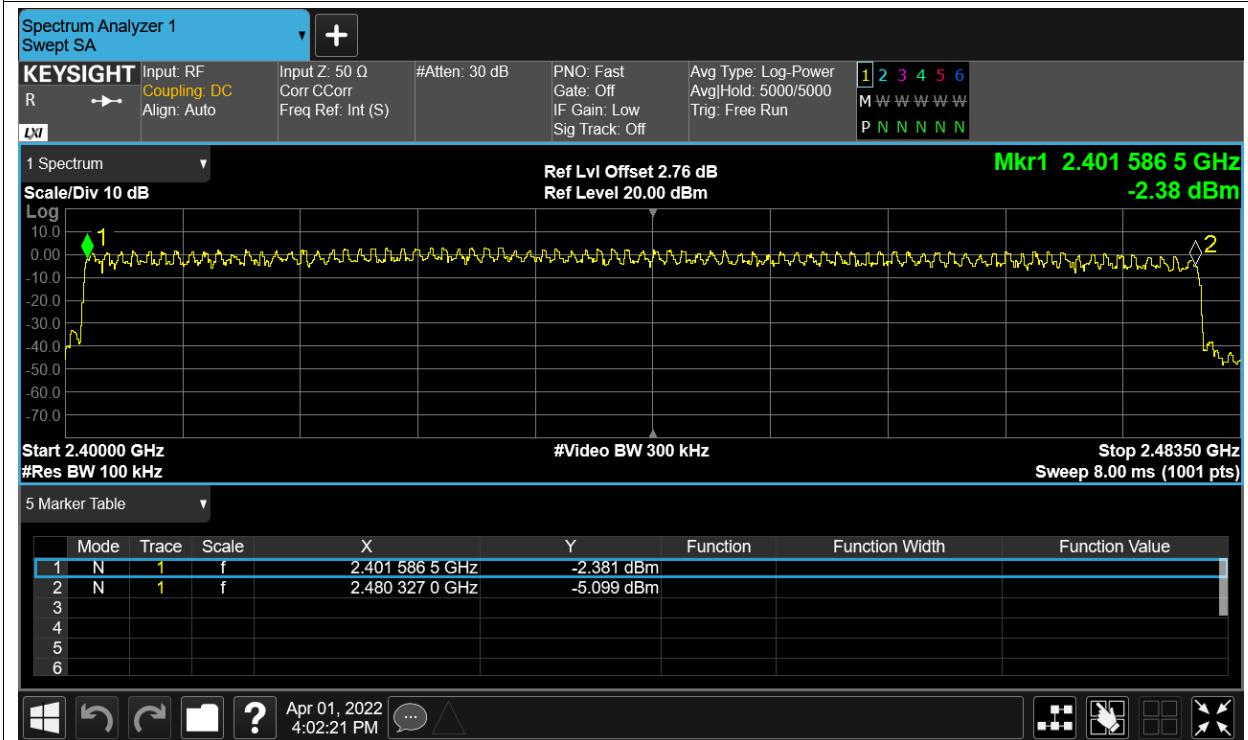 Spectrum Analyzer 1
Swept SA
+
KEYSIGHT
R
LXI
Input: RF
Coupling: DC
Align: Auto
Input Z: 50 Ω
Corr CCorr
Freq Ref: Int (S)
#Atten: 30 dB
PNO: Fast
Gate: Off
IF Gain: Low
Sig Track: Off
Avg Type: Log-Power
Avg|Hold: 5000/5000
Trig: Free Run
1 2 3 4 5 6
M W W W W W
P N N N N N
1 Spectrum
Scale/Div 10 dB
Log
Ref Lvl Offset 2.76 dB
Ref Level 20.00 dBm
Mkr1 2.401 586 5 GHz
-2.38 dBm
10.0
0.00
-10.0
-20.0
-30.0
-40.0
-50.0
-60.0
-70.0
1
2
Start 2.40000 GHz
#Res BW 100 kHz
#Video BW 300 kHz
Stop 2.48350 GHz
Sweep 8.00 ms (1001 pts)
5 Marker Table
Mode Trace Scale X Y Function Function Width Function Value
1 N 1 f 2.401 586 5 GHz -2.381 dBm
2 N 1 f 2.480 327 0 GHz -5.099 dBm
3
4
5
6
?
Apr 01, 2022
4:02:21 PM